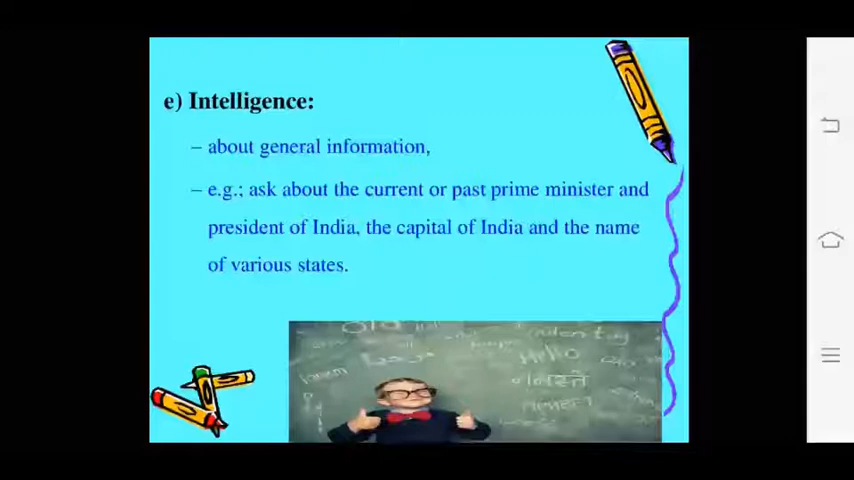 e) Intelligence:
– about general information,
– e.g.; ask about the current or past prime minister and
president of India, the capital of India and the name
of various states.
Hello